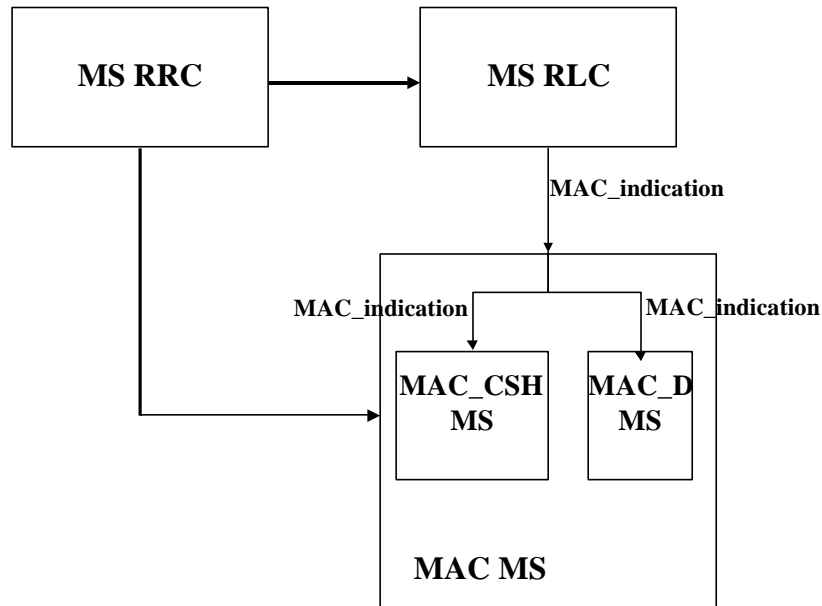 MS RRC
MS RLC
MAC_indication
MAC_indication
MAC_indication
MAC_CSH
MS
MAC_D
MS
MAC MS